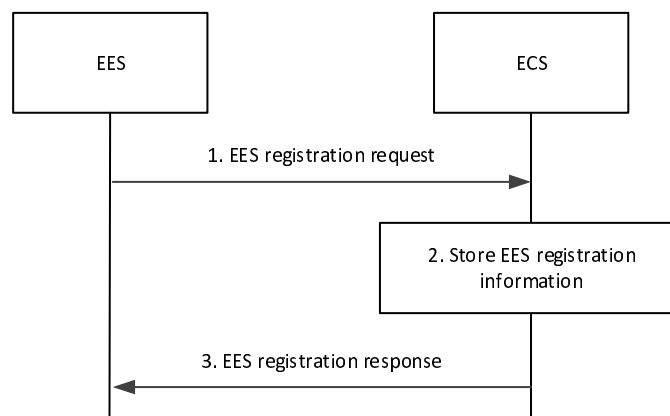 EES
ECS
1. EES registration request
2. Store EES registration
information
3. EES registration response